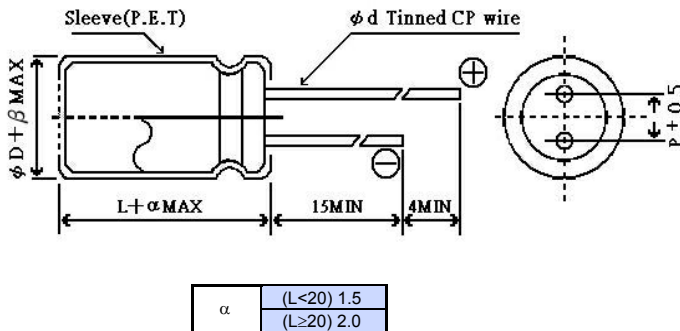 Sleeve(P.E.T)
ϕd Tinned CP wire
ϕD+βMAX
⊕
⊖
P±0.5
L+αMAX
15MIN
4MIN
α
(L<20) 1.5
(L≥20) 2.0